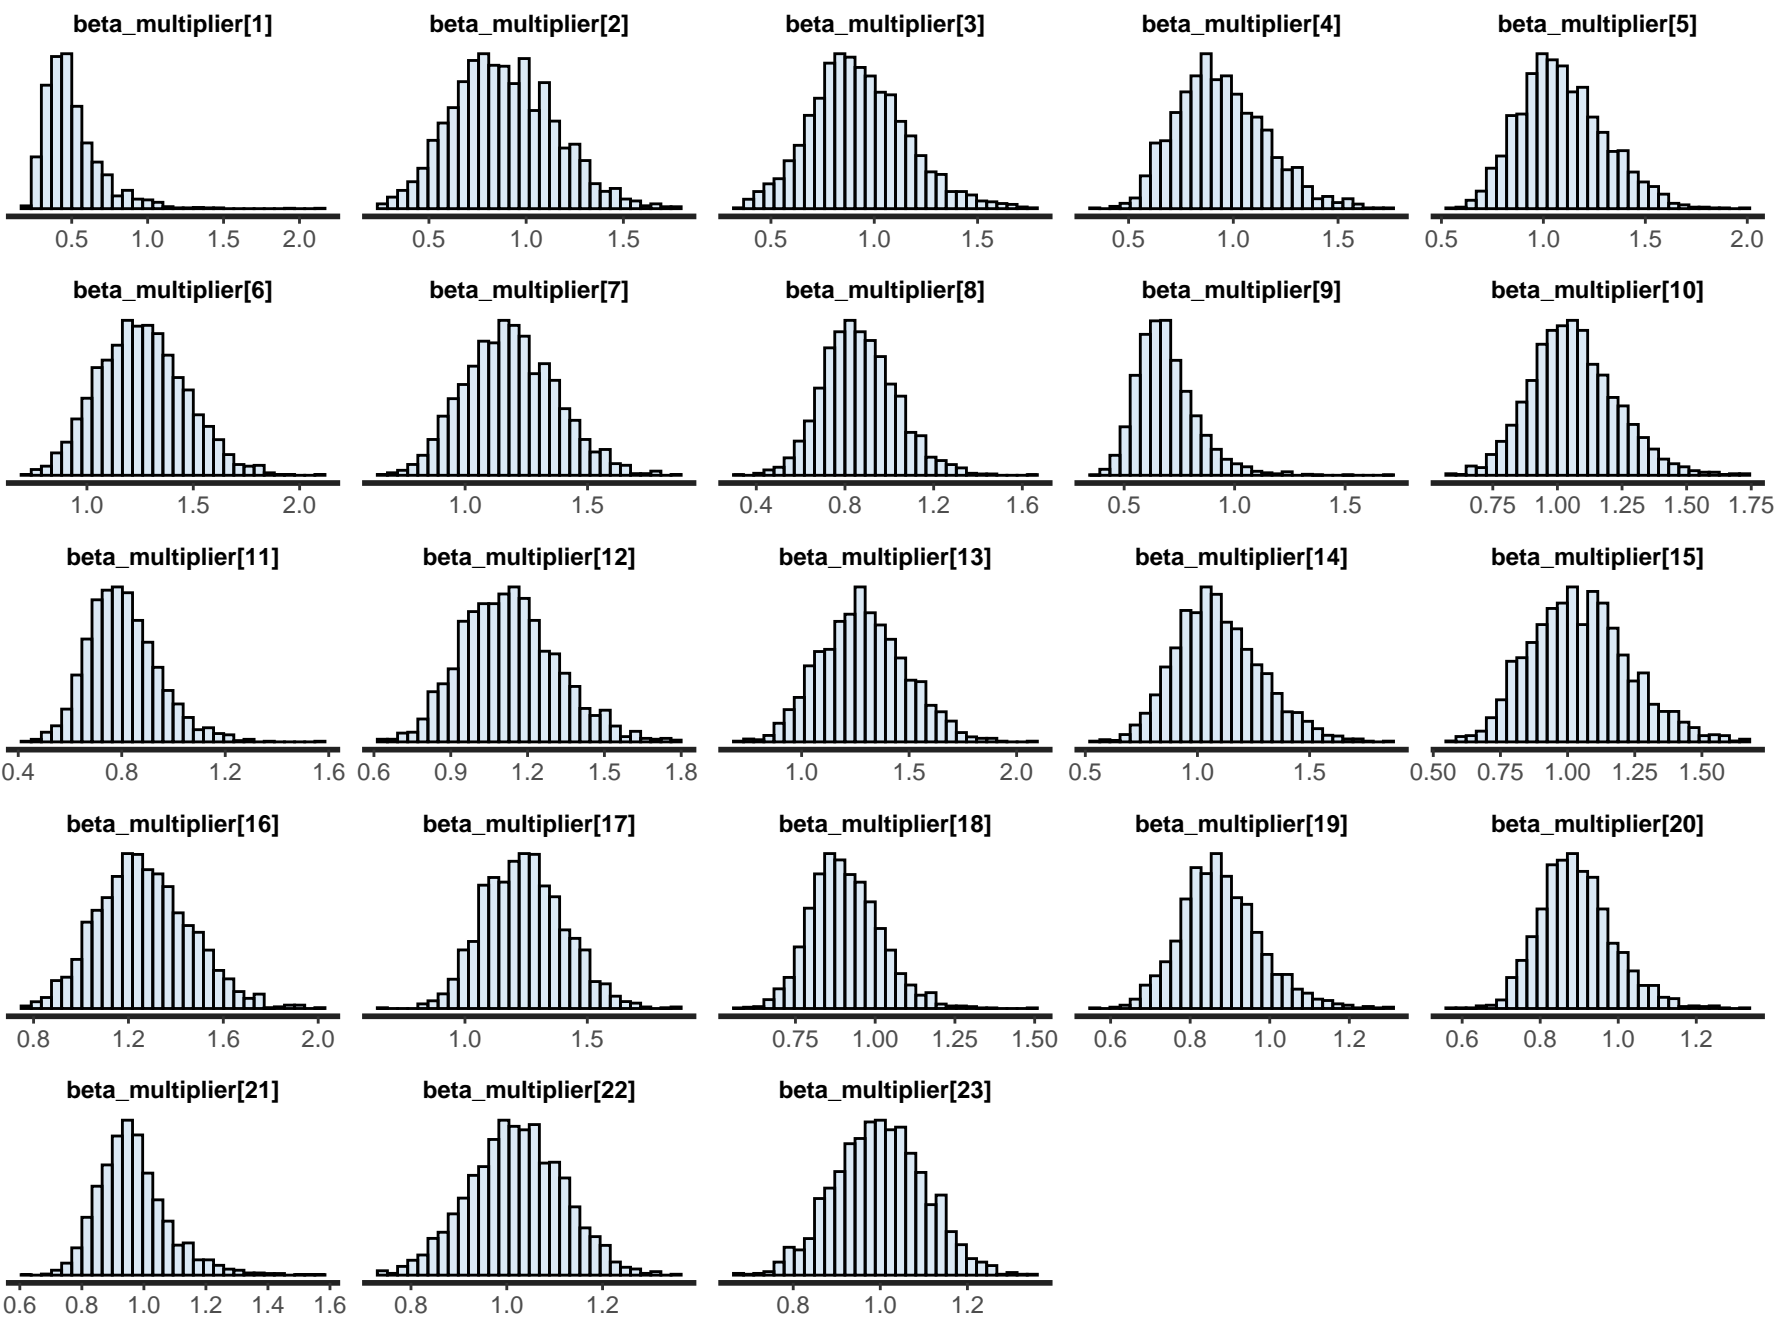 beta_multiplier[1] beta_multiplier[2] beta_multiplier[3] beta_multiplier[4] beta_multiplier[5]
0.5 1.0 1.5 2.0 0.5 1.0 1.5 0.5 1.0 1.5 0.5 1.0 1.5 0.5 1.0 1.5 2.0
beta_multiplier[6] beta_multiplier[7] beta_multiplier[8] beta_multiplier[9] beta_multiplier[10]
1.0 1.5 2.0 1.0 1.5 0.4 0.8 1.2 1.6 0.5 1.0 1.5 0.75 1.00 1.25 1.50 1.75
beta_multiplier[11] beta_multiplier[12] beta_multiplier[13] beta_multiplier[14] beta_multiplier[15]
0.4 0.8 1.2 1.6 0.6 0.9 1.2 1.5 1.8 1.0 1.5 2.0 0.5 1.0 1.5 0.50 0.75 1.00 1.25 1.50
beta_multiplier[16] beta_multiplier[17] beta_multiplier[18] beta_multiplier[19] beta_multiplier[20]
0.8 1.2 1.6 2.0 1.0 1.5 0.75 1.00 1.25 1.50 0.6 0.8 1.0 1.2 0.6 0.8 1.0 1.2
beta_multiplier[21] beta_multiplier[22] beta_multiplier[23]
0.6 0.8 1.0 1.2 1.4 1.6 0.8 1.0 1.2 0.8 1.0 1.2